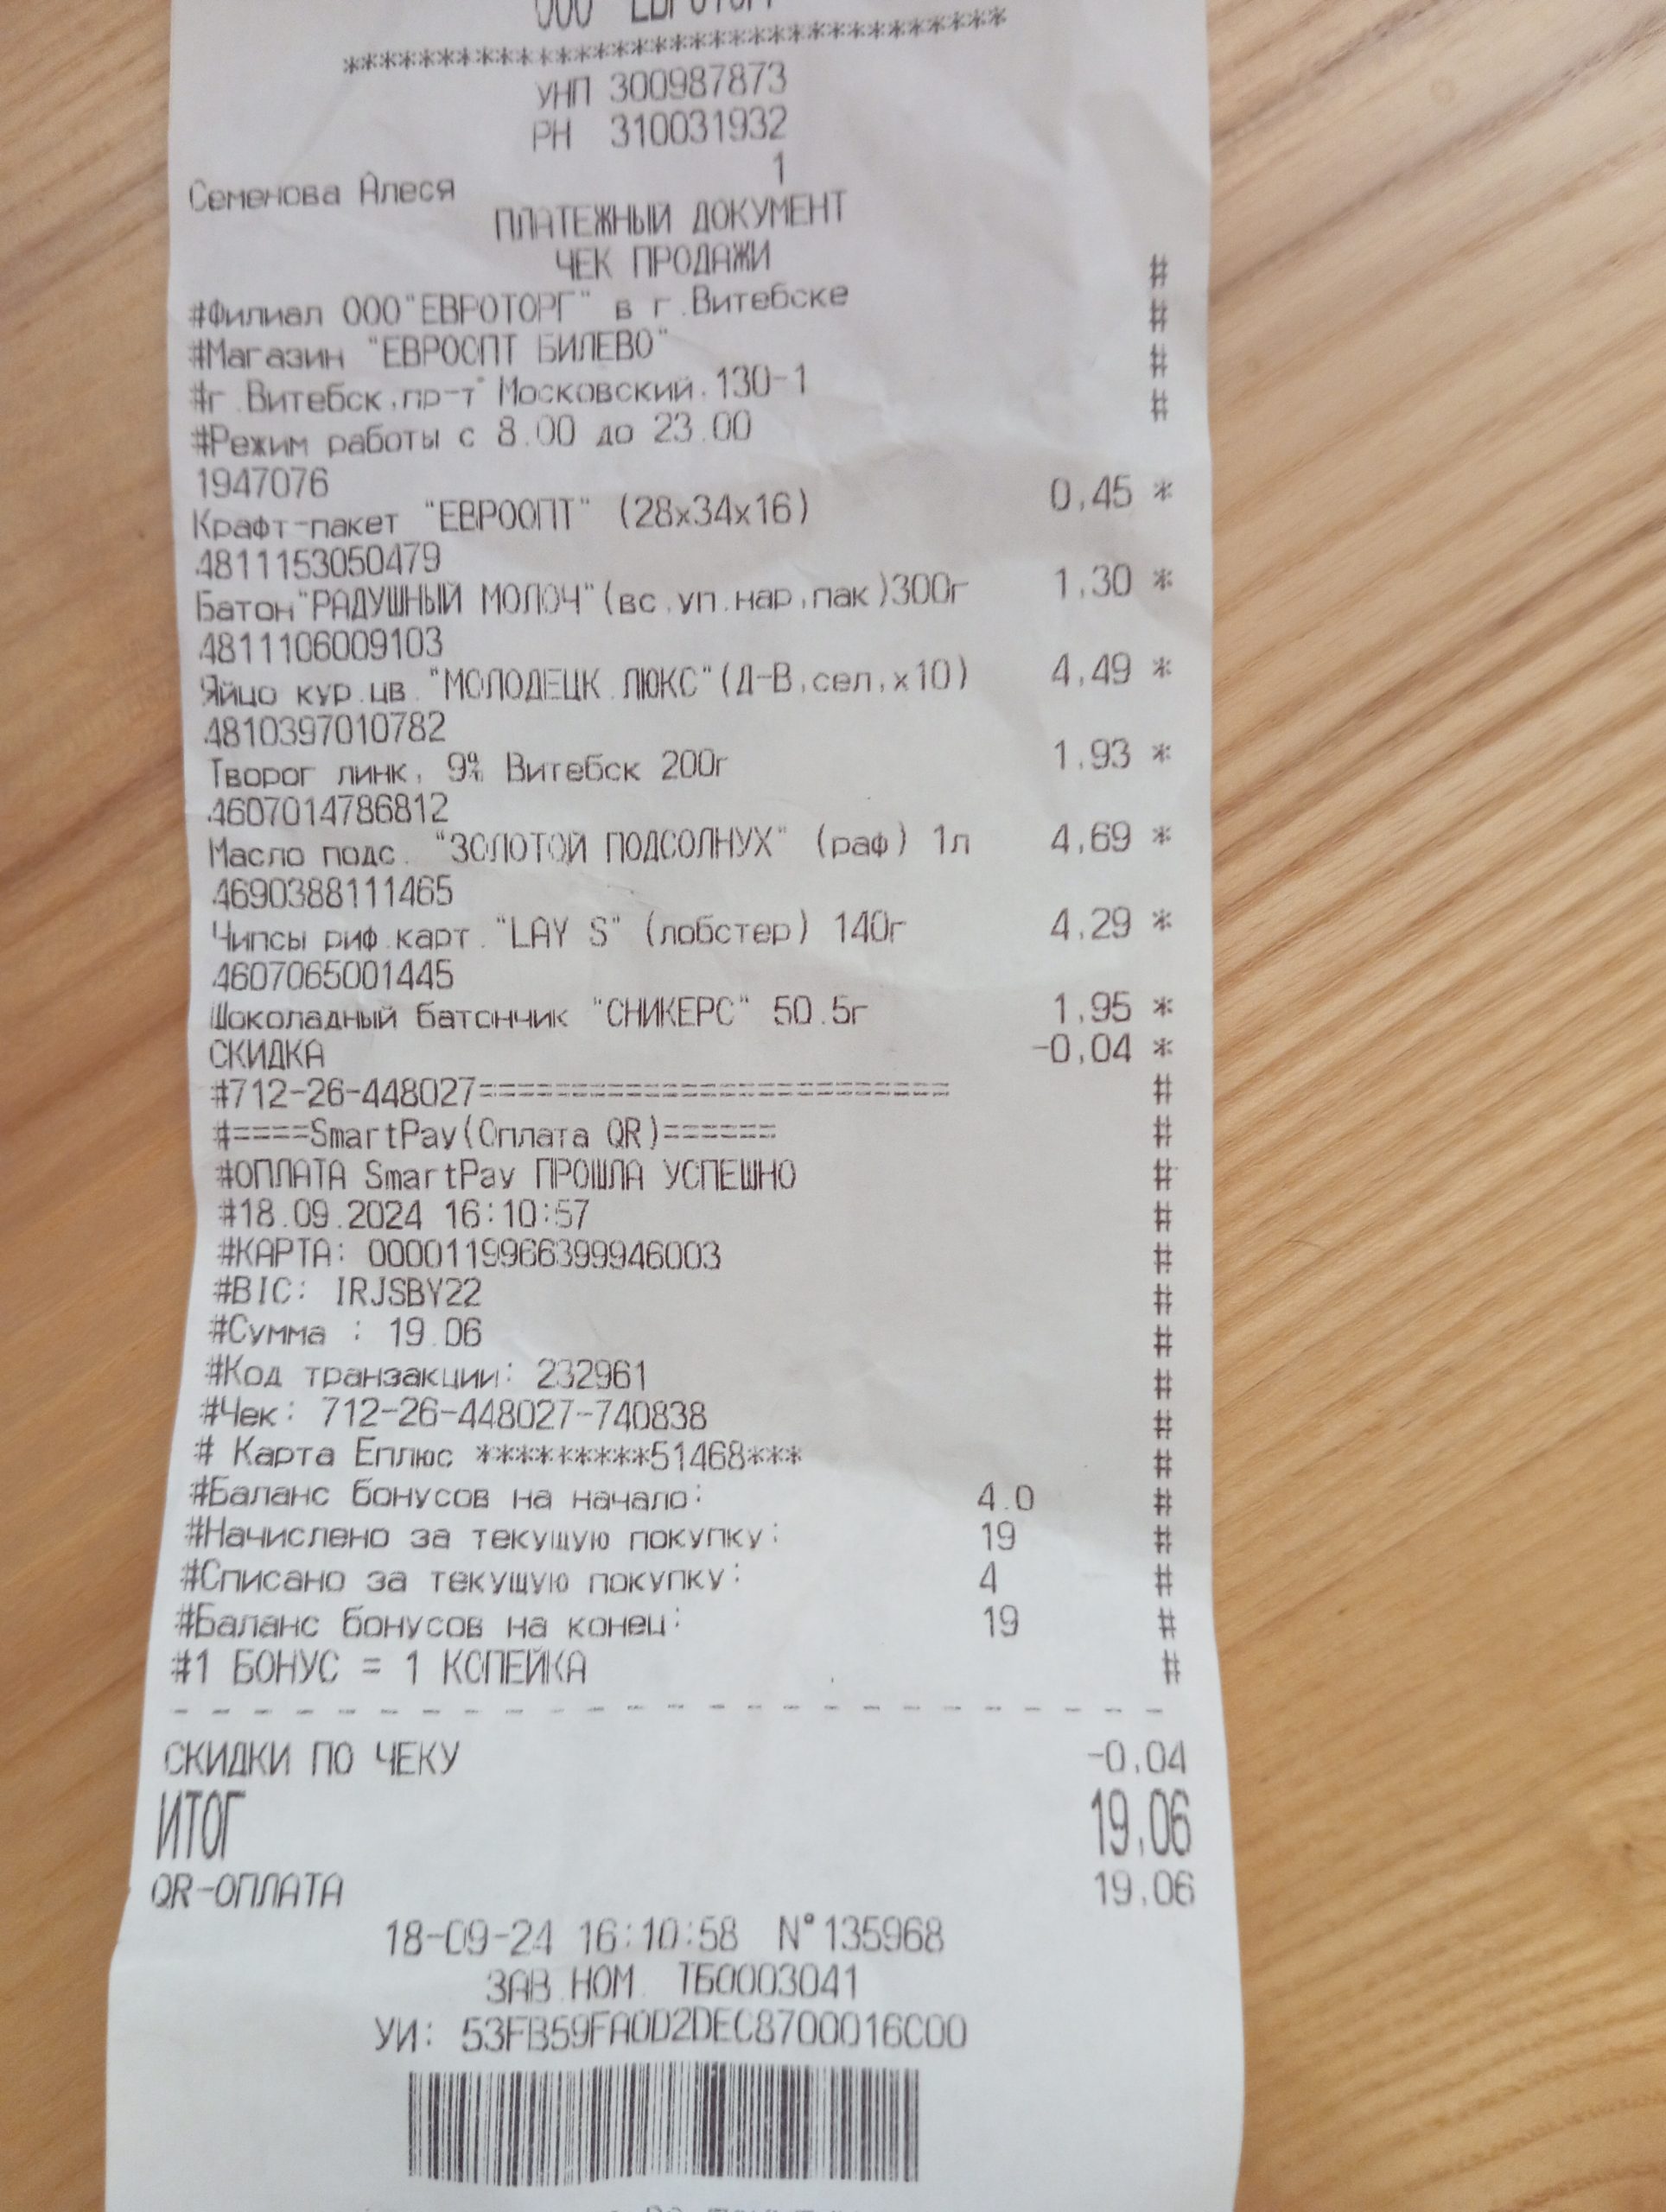 ООО "ЕВРОТОРГ"
***********************************
УНП 300987873
РН 310031932
1
Семенова Алеся
ПЛАТЕЖНЫЙ ДОКУМЕНТ
ЧЕК ПРОДАЖИ #
#Филиал ООО"ЕВРОТОРГ" в г.Витебске #
#Магазин "ЕВРООПТ БИЛЕВО" #
#г.Витебск,пр-т Московский,130-1 #
#Режим работы с 8.00 до 23.00
1947076
Крафт-пакет "ЕВРООПТ" (28х34х16) 0,45 *
4811153050479
Батон"РАДУШНЫЙ МОЛОЧ"(вс.уп.нар,пак)300г 1,30 *
4811106009103
Яйцо кур.цв."МОЛОДЕЦК.ЛЮКС"(Д-В,сел,х10) 4,49 *
4810397010782
Творог линк, 9% Витебск 200г 1,93 *
4607014786812
Масло подс. "ЗОЛОТОЙ ПОДСОЛНУХ" (раф) 1л 4,69 *
4690388111465
Чипсы риф.карт."LAY S" (лобстер) 140г 4,29 *
4607065001445
Шоколадный батончик "СНИКЕРС" 50.5г 1,95 *
СКИДКА -0,04 *
#712-26-448027======================== #
#====SmartPay(Оплата QR)====== #
#ОПЛАТА SmartPay ПРОШЛА УСПЕШНО #
#18.09.2024 16:10:57 #
#КАРТА: 0000119966399946003 #
#BIC: IRJSBY22 #
#Сумма : 19.06 #
#Код транзакции: 232961 #
#Чек: 712-26-448027-740838 #
# Карта Еплюс *********51468*** #
#Баланс бонусов на начало: 4.0 #
#Начислено за текущую покупку: 19 #
#Списано за текущую покупку: 4 #
#Баланс бонусов на конец: 19 #
#1 БОНУС = 1 КОПЕЙКА #
СКИДКИ ПО ЧЕКУ -0,04
ИТОГ 19,06
QR-ОПЛАТА 19,06
18-09-24 16:10:58 N°135968
ЗАВ.НОМ. ТБ0003041
УИ: 53FB59FA0D2DEC8700016C00